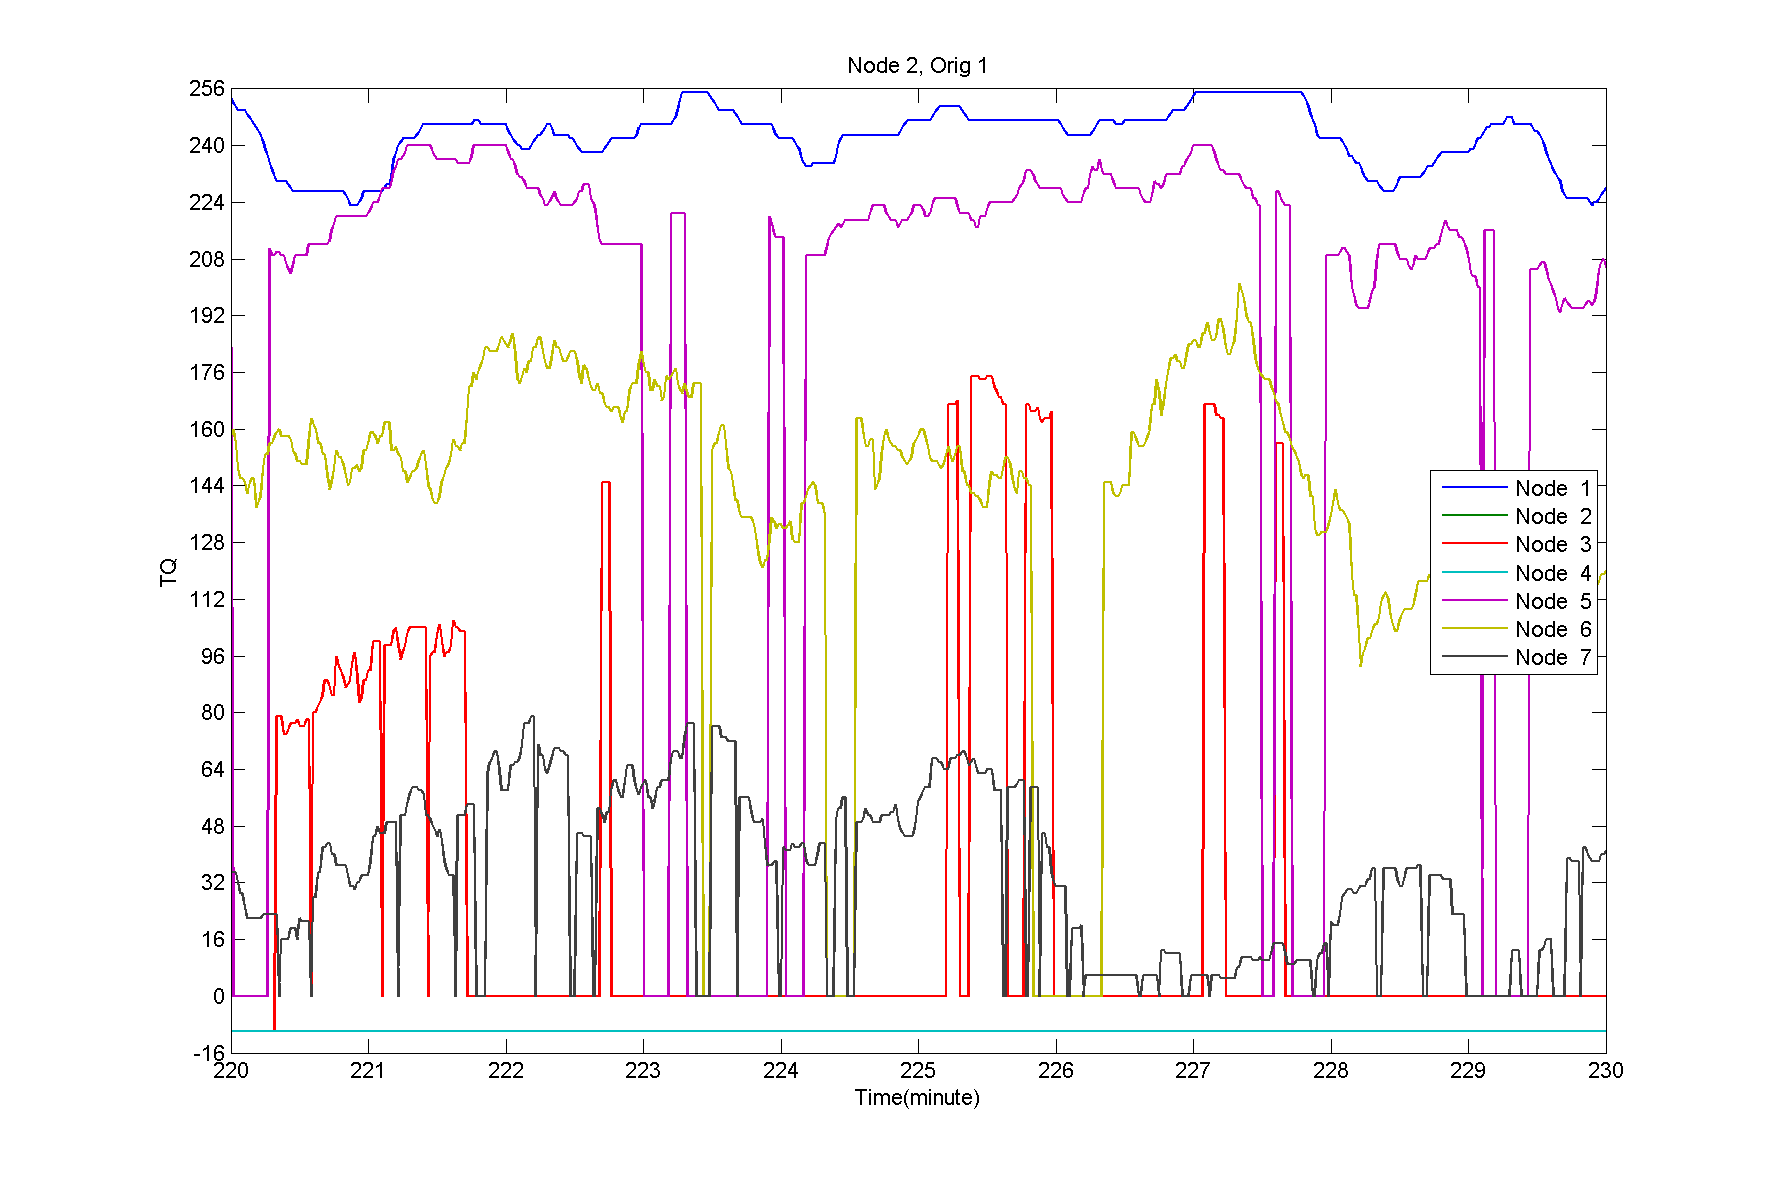 Node 2, Orig 1
256
240
224
208
192
176
160
144
128
112
96
80
64
48
32
16
0
-16
TQ
Node 1
Node 2
Node 3
Node 4
Node 5
Node 6
Node 7
220 221 222 223 224 225 226 227 228 229 230
Time(minute)